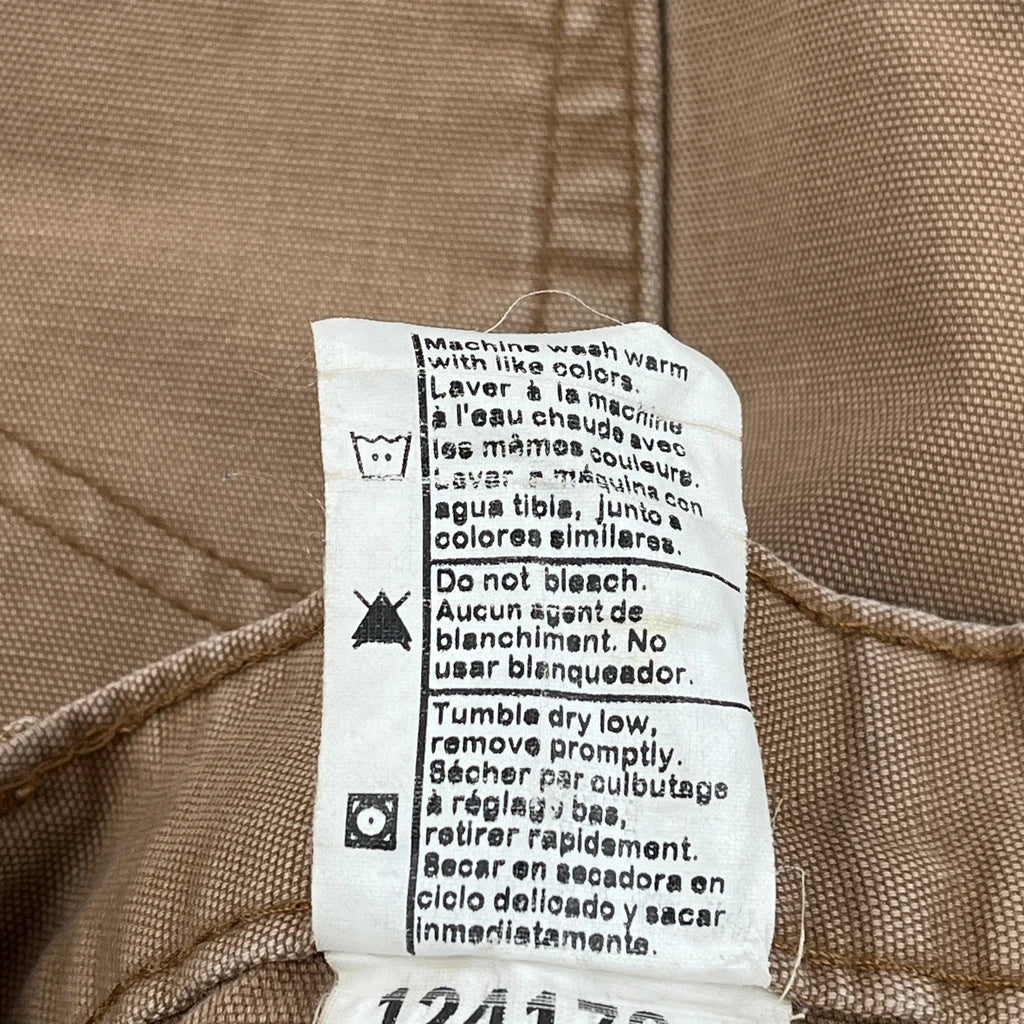 Machine wash warm
with like colors.
Laver à la machine
à l'eau chaude avec
les mêmes couleurs.
Lavar a máquina con
agua tibia, junto a
colores similares.
Do not bleach.
Aucun agent de
blanchiment. No
usar blanqueador.
Tumble dry low,
remove promptly.
Sécher par culbutage
à réglage bas,
retirer rapidement.
Secar en secadora en
ciclo delicado y sacar
inmediatamente.